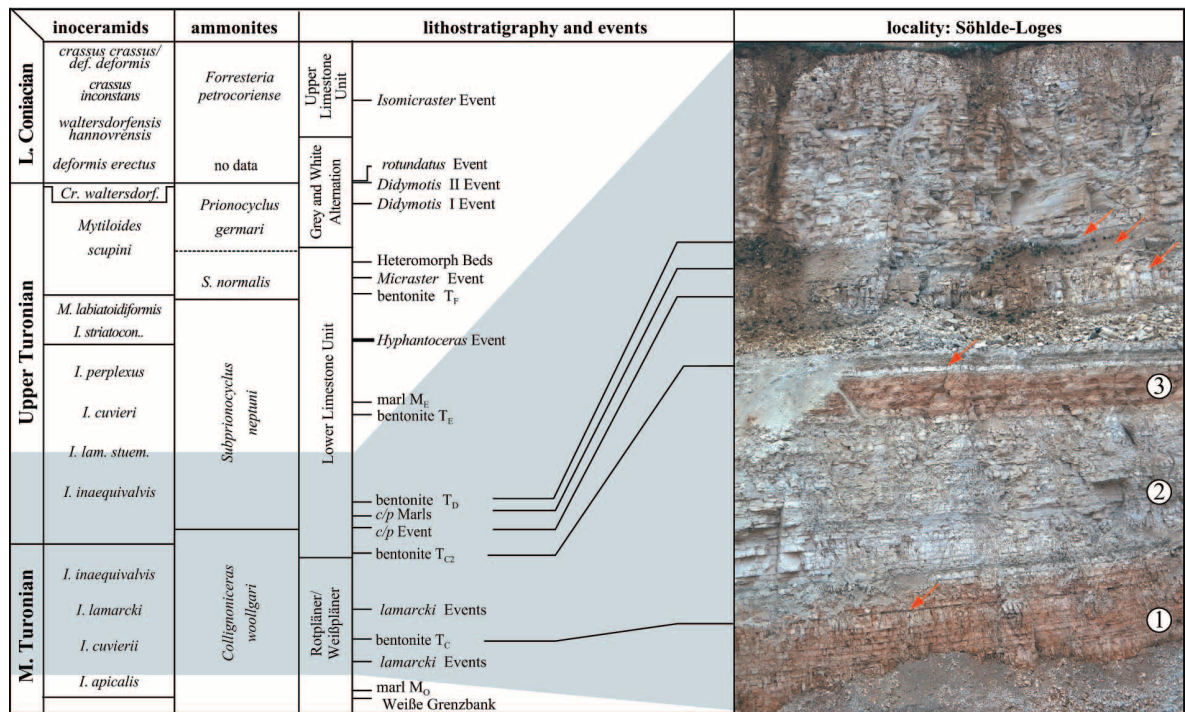 inoceramids
ammonites
lithostratigraphy and events
locality: Söhlde-Loges
L. Coniacian
Upper Turonian
M. Turonian
crassus crassus/
def. deformis
crassus
inconstans
waltersdorfensis
hannovrensis
deformis erectus
Cr. waltersdorf.
Mytiloides
scupini
M. labiatoidiformis
I. striatocon..
I. perplexus
I. cuvieri
I. lam. stuem.
I. inaequivalvis
I. inaequivalvis
I. lamarcki
I. cuvierii
I. apicalis
Forresteria
petrocoriense
no data
Prionocyclus
germari
S. normalis
Subprionocyclus
neptuni
Collignoniceras
woollgari
Upper
Limestone
Unit
Grey and White
Alternation
Lower Limestone Unit
Rotpläner/
Weißpläner
Isomicraster Event
rotundatus Event
Didymotis II Event
Didymotis I Event
Heteromorph Beds
Micraster Event
bentonite TF
Hyphantoceras Event
marl ME
bentonite TE
bentonite TD
c/p Marls
c/p Event
bentonite TC2
lamarcki Events
bentonite TC
lamarcki Events
marl MO
Weiße Grenzbank
3
2
1